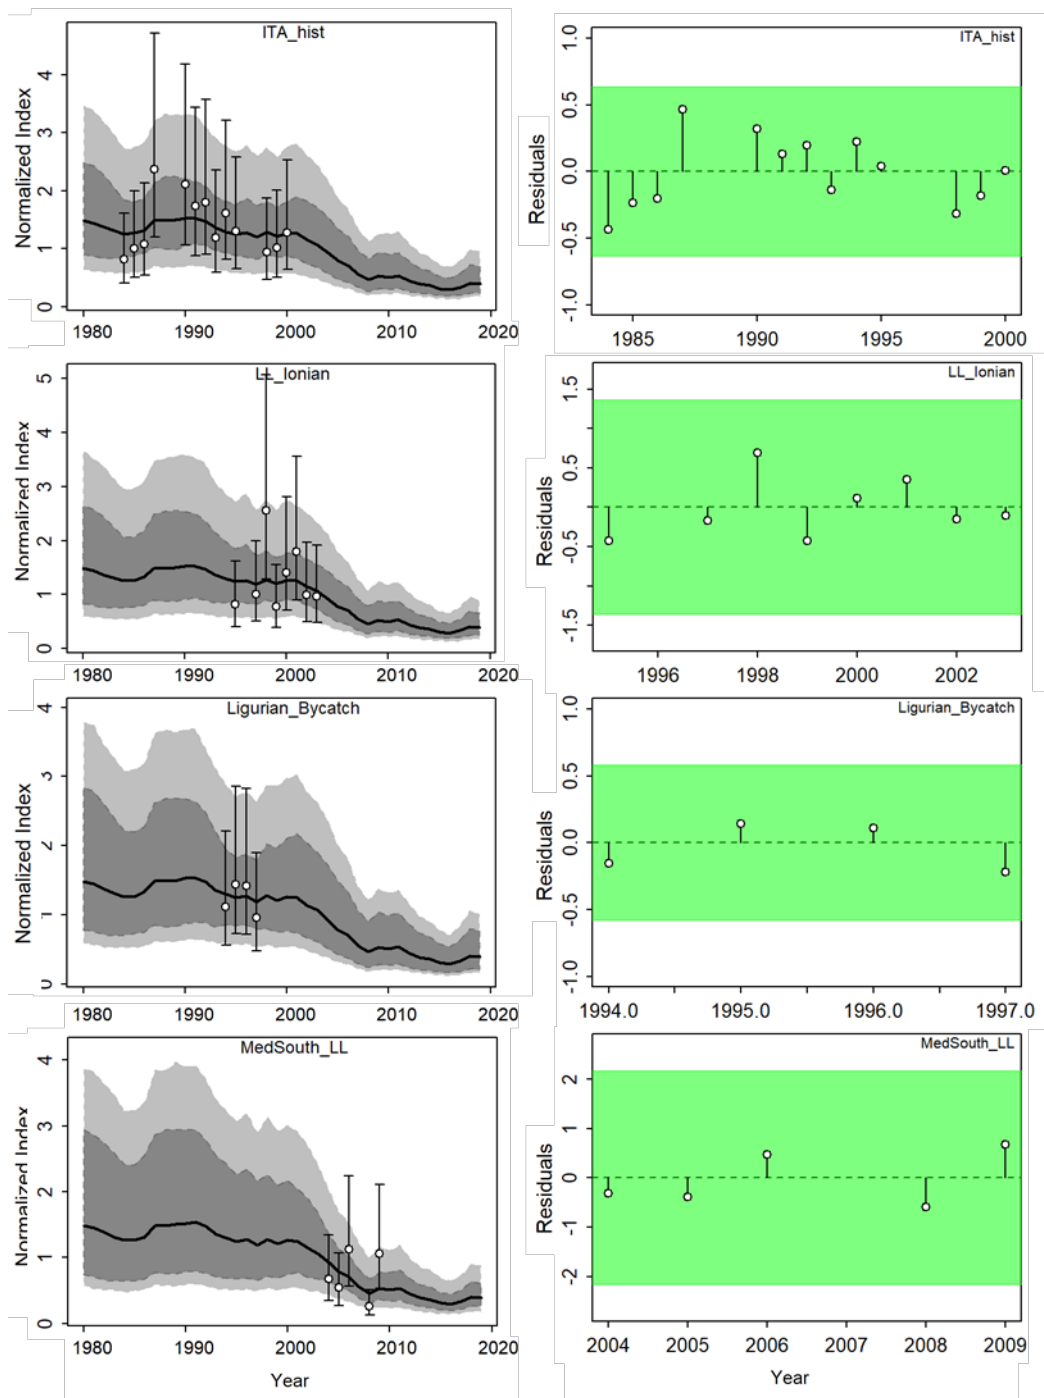 ITA_hist
Normalized Index
4
3
2
1
0
1980 1990 2000 2010 2020
ITA_hist
Residuals
1.0
0.5
0.0
-0.5
-1.0
1985 1990 1995 2000
LL_Ionian
Normalized Index
5
4
3
2
1
0
1980 1990 2000 2010 2020
LL_Ionian
Residuals
1.5
0.5
-0.5
-1.5
1996 1998 2000 2002
Ligurian_Bycatch
Normalized Index
4
3
2
1
0
1980 1990 2000 2010 2020
Ligurian_Bycatch
Residuals
1.0
0.5
0.0
-0.5
-1.0
1994.0 1995.0 1996.0 1997.0
MedSouth_LL
Normalized Index
4
3
2
1
0
1980 1990 2000 2010 2020
Year
MedSouth_LL
Residuals
2
1
0
-1
-2
2004 2005 2006 2007 2008 2009
Year